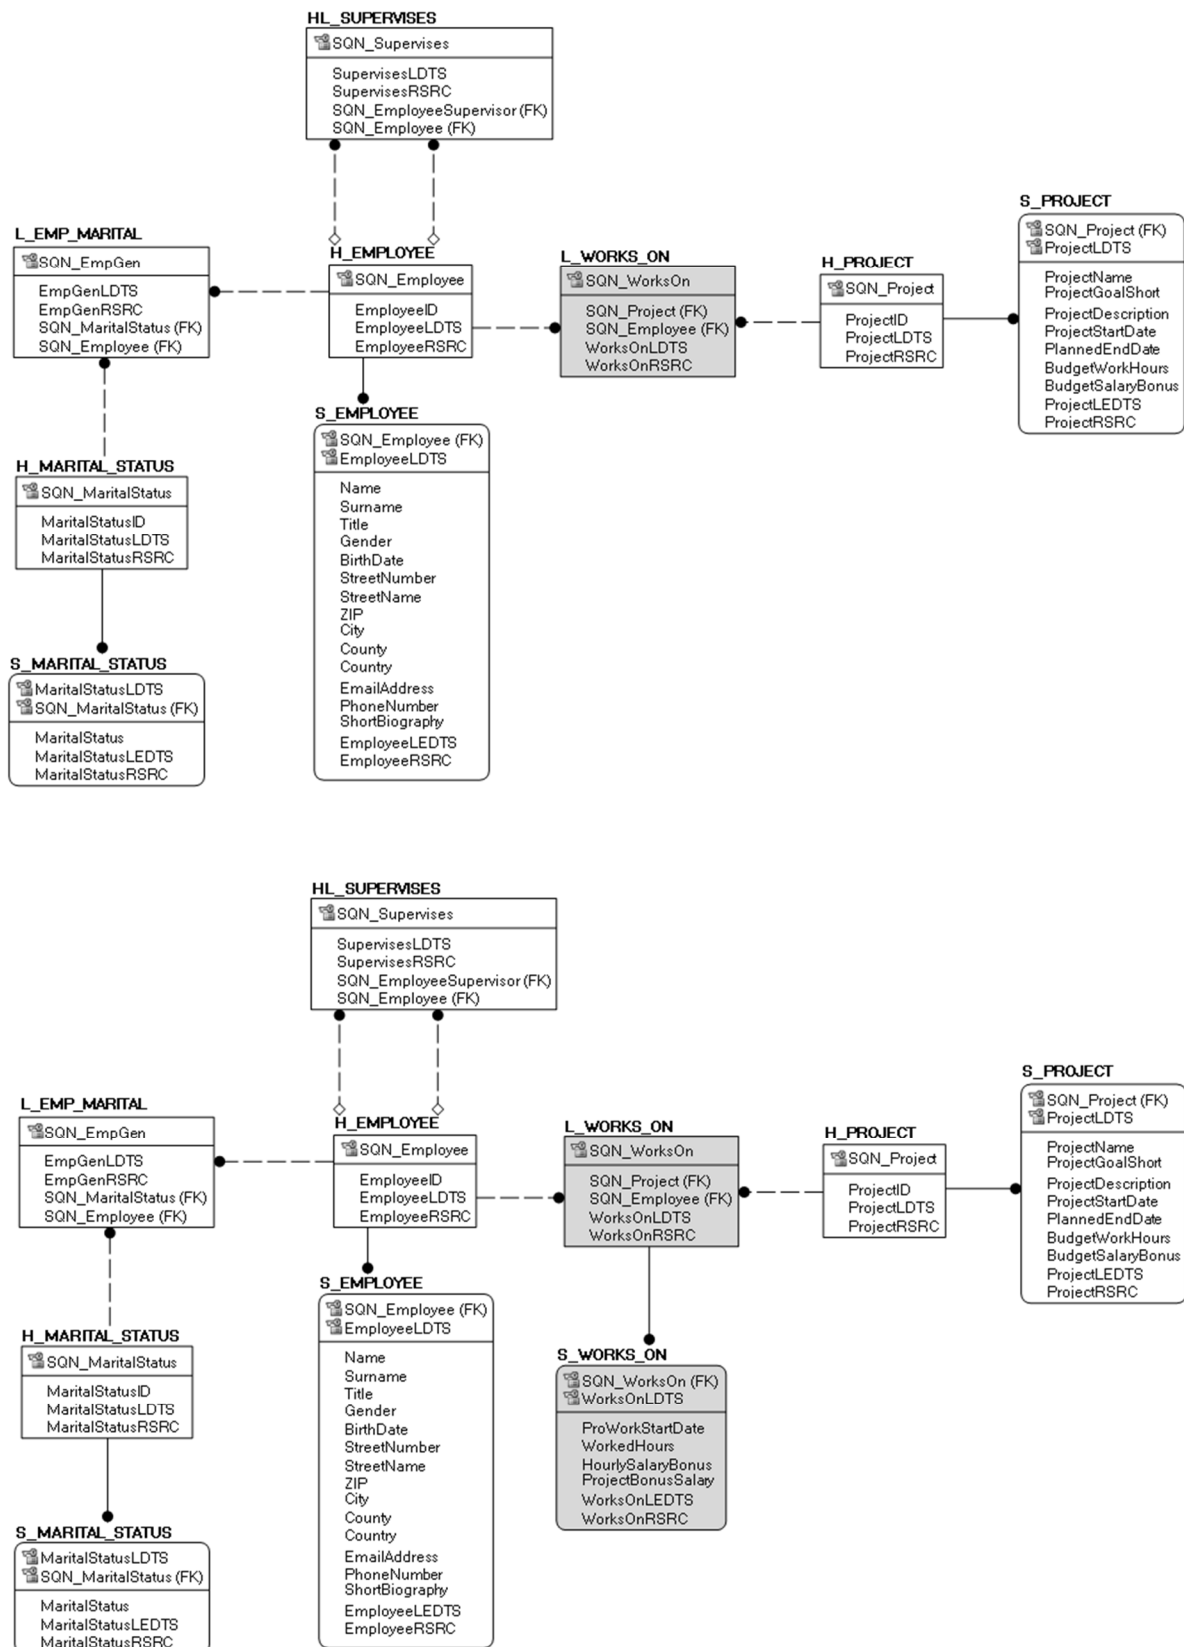 HL_SUPERVISES
SQN_Supervises
SupervisesLDTS
SupervisesRSRC
SQN_EmployeeSupervisor (FK)
SQN_Employee (FK)
L_EMP_MARITAL
SQN_EmpGen
EmpGenLDTS
EmpGenRSRC
SQN_MaritalStatus (FK)
SQN_Employee (FK)
H_EMPLOYEE
SQN_Employee
EmployeeID
EmployeeLDTS
EmployeeRSRC
L_WORKS_ON
SQN_WorksOn
SQN_Project (FK)
SQN_Employee (FK)
WorksOnLDTS
WorksOnRSRC
H_PROJECT
SQN_Project
ProjectID
ProjectLDTS
ProjectRSRC
S_PROJECT
SQN_Project (FK)
ProjectLDTS
ProjectName
ProjectGoalShort
ProjectDescription
ProjectStartDate
PlannedEndDate
BudgetWorkHours
BudgetSalaryBonus
ProjectLEDTS
ProjectRSRC
H_MARITAL_STATUS
SQN_MaritalStatus
MaritalStatusID
MaritalStatusLDTS
MaritalStatusRSRC
S_MARITAL_STATUS
MaritalStatusLDTS
SQN_MaritalStatus (FK)
MaritalStatus
MaritalStatusLEDTS
MaritalStatusRSRC
S_EMPLOYEE
SQN_Employee (FK)
EmployeeLDTS
Name
Surname
Title
Gender
BirthDate
StreetNumber
StreetName
ZIP
City
County
Country
EmailAddress
PhoneNumber
ShortBiography
EmployeeLEDTS
EmployeeRSRC
HL_SUPERVISES
SQN_Supervises
SupervisesLDTS
SupervisesRSRC
SQN_EmployeeSupervisor (FK)
SQN_Employee (FK)
L_EMP_MARITAL
SQN_EmpGen
EmpGenLDTS
EmpGenRSRC
SQN_MaritalStatus (FK)
SQN_Employee (FK)
H_EMPLOYEE
SQN_Employee
EmployeeID
EmployeeLDTS
EmployeeRSRC
L_WORKS_ON
SQN_WorksOn
SQN_Project (FK)
SQN_Employee (FK)
WorksOnLDTS
WorksOnRSRC
H_PROJECT
SQN_Project
ProjectID
ProjectLDTS
ProjectRSRC
S_PROJECT
SQN_Project (FK)
ProjectLDTS
ProjectName
ProjectGoalShort
ProjectDescription
ProjectStartDate
PlannedEndDate
BudgetWorkHours
BudgetSalaryBonus
ProjectLEDTS
ProjectRSRC
H_MARITAL_STATUS
SQN_MaritalStatus
MaritalStatusID
MaritalStatusLDTS
MaritalStatusRSRC
S_MARITAL_STATUS
MaritalStatusLDTS
SQN_MaritalStatus (FK)
MaritalStatus
MaritalStatusLEDTS
MaritalStatusRSRC
S_EMPLOYEE
SQN_Employee (FK)
EmployeeLDTS
Name
Surname
Title
Gender
BirthDate
StreetNumber
StreetName
ZIP
City
County
Country
EmailAddress
PhoneNumber
ShortBiography
EmployeeLEDTS
EmployeeRSRC
S_WORKS_ON
SQN_WorksOn (FK)
WorksOnLDTS
ProWorkStartDate
WorkedHours
HourlySalaryBonus
ProjectBonusSalary
WorksOnLEDTS
WorksOnRSRC